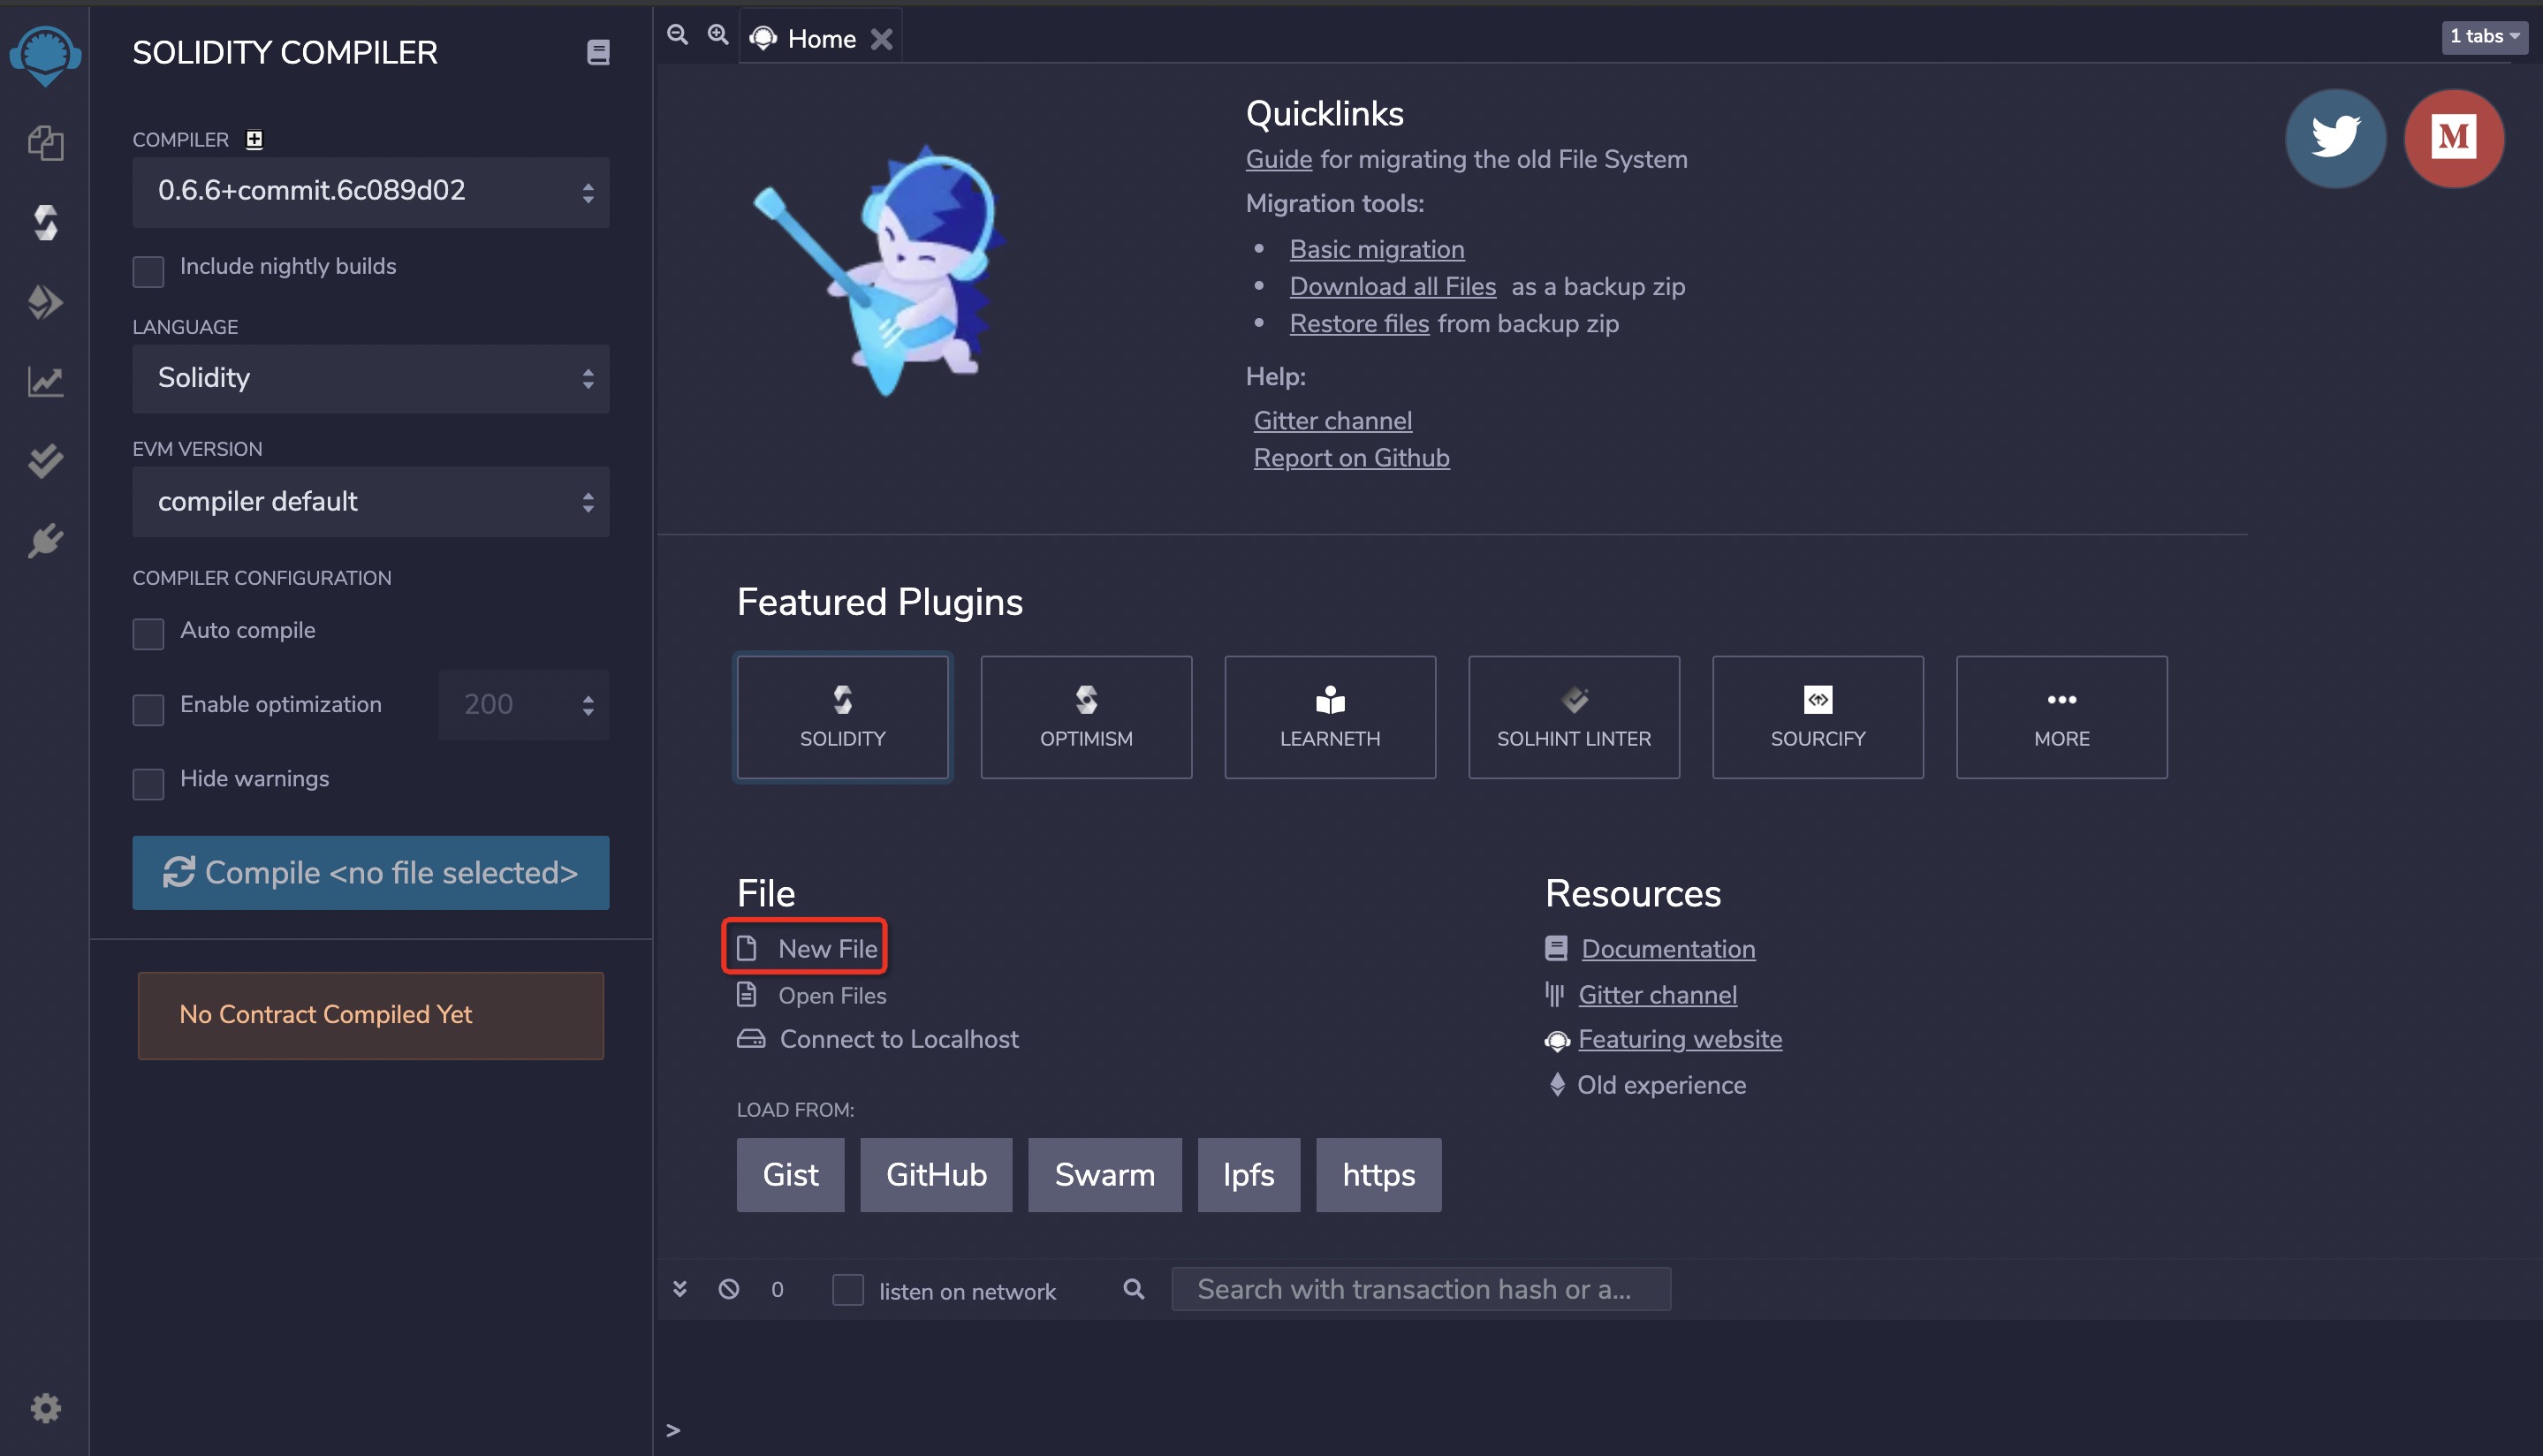 SOLIDITY COMPILER
COMPILER
0.6.6+commit.6c089d02
Include nightly builds
LANGUAGE
Solidity
EVM VERSION
compiler default
COMPILER CONFIGURATION
Auto compile
Enable optimization 200
Hide warnings
Compile <no file selected>
No Contract Compiled Yet
Home
1 tabs
Quicklinks
Guide for migrating the old File System
Migration tools:
• Basic migration
• Download all Files as a backup zip
• Restore files from backup zip
Help:
Gitter channel
Report on Github
M
Featured Plugins
SOLIDITY
OPTIMISM
LEARNETH
SOLHINT LINTER
SOURCIFY
MORE
File
New File
Open Files
Connect to Localhost
LOAD FROM:
Gist GitHub Swarm Ipfs https
Resources
Documentation
Gitter channel
Featuring website
Old experience
0 listen on network Search with transaction hash or a...
>